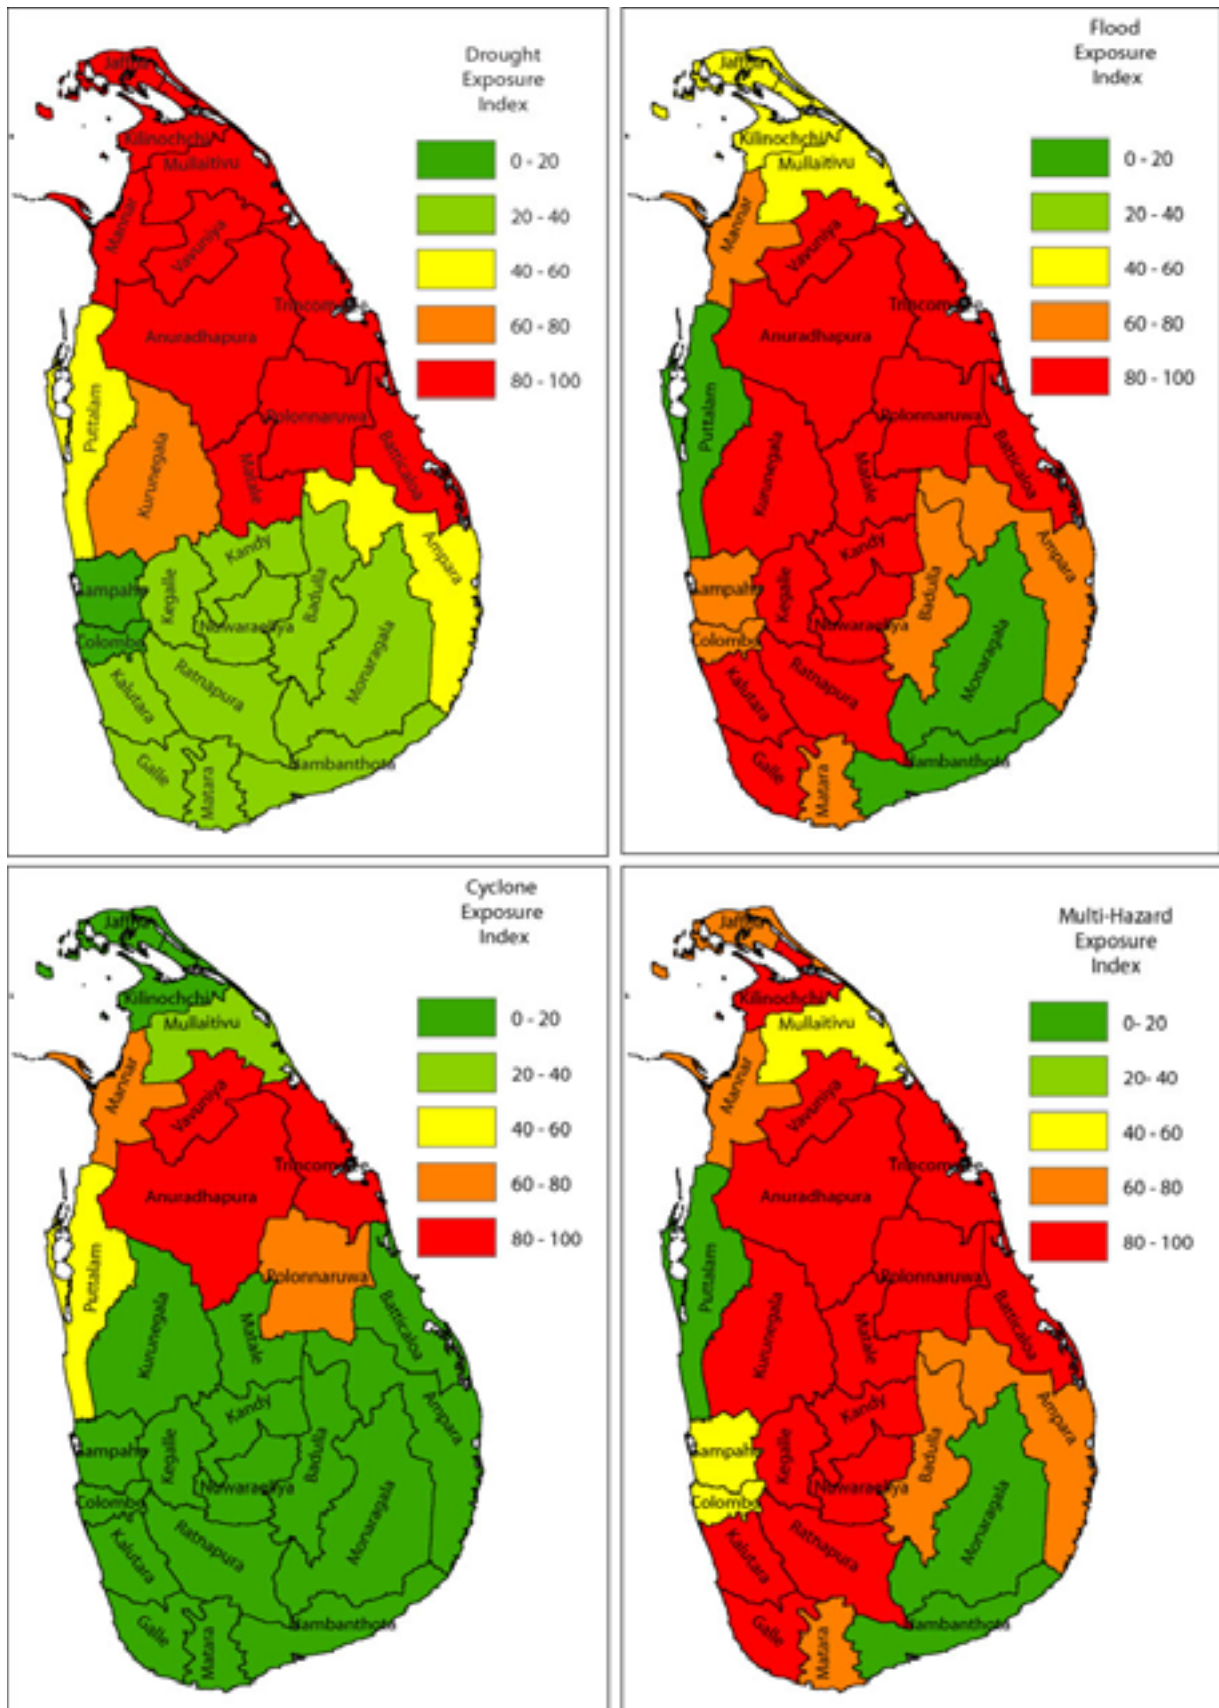 Drought
Exposure
Index
0 - 20
20 - 40
40 - 60
60 - 80
80 - 100
Jaffna
Kilinochchi
Mullaitivu
Mannar
Vavuniya
Trincomalee
Anuradhapura
Puttalam
Polonnaruwa
Kurunegala
Matale
Batticaloa
Ampara
Kandy
Gampaha
Kegalle
Badulla
Colombo
Nuwaraeliya
Monaragala
Kalutara
Ratnapura
Galle
Matara
Hambanthota
Flood
Exposure
Index
0 - 20
20 - 40
40 - 60
60 - 80
80 - 100
Jaffna
Kilinochchi
Mullaitivu
Mannar
Vavuniya
Trincomalee
Anuradhapura
Puttalam
Polonnaruwa
Kurunegala
Matale
Batticaloa
Ampara
Kandy
Gampaha
Kegalle
Badulla
Colombo
Nuwaraeliya
Monaragala
Kalutara
Ratnapura
Galle
Matara
Hambanthota
Cyclone
Exposure
Index
0 - 20
20 - 40
40 - 60
60 - 80
80 - 100
Jaffna
Kilinochchi
Mullaitivu
Mannar
Vavuniya
Trincomalee
Anuradhapura
Puttalam
Polonnaruwa
Kurunegala
Matale
Batticaloa
Ampara
Kandy
Gampaha
Kegalle
Badulla
Colombo
Nuwaraeliya
Monaragala
Kalutara
Ratnapura
Galle
Matara
Hambanthota
Multi-Hazard
Exposure
Index
0- 20
20- 40
40 - 60
60 - 80
80 - 100
Jaffna
Kilinochchi
Mullaitivu
Mannar
Vavuniya
Trincomalee
Anuradhapura
Puttalam
Polonnaruwa
Kurunegala
Matale
Batticaloa
Ampara
Kandy
Gampaha
Kegalle
Badulla
Colombo
Nuwaraeliya
Monaragala
Kalutara
Ratnapura
Galle
Matara
Hambanthota